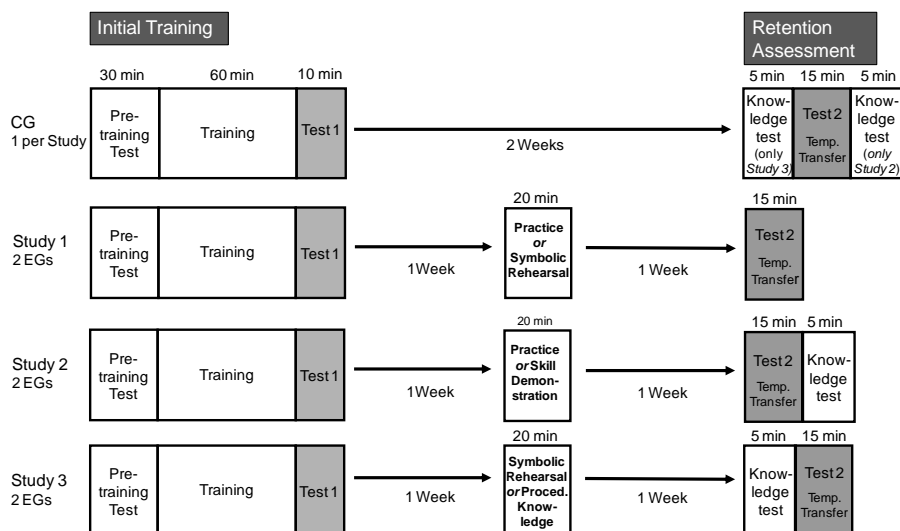 Initial Training
Retention
Assessment
30 min
60 min
10 min
5 min
15 min
5 min
CG
1 per Study
Pre-
training
Test
Training
Test 1
2 Weeks
Know-
ledge
test
(only
Study 3)
Test 2
Temp.
Transfer
Know-
ledge
test
(only
Study 2)
Study 1
2 EGs
Pre-
training
Test
Training
Test 1
1 Week
20 min
Practice
or
Symbolic
Rehearsal
1 Week
15 min
Test 2
Temp.
Transfer
Study 2
2 EGs
Pre-
training
Test
Training
Test 1
1 Week
20 min
Practice
or Skill
Demon-
stration
1 Week
15 min
5 min
Test 2
Temp.
Transfer
Know-
ledge
test
Study 3
2 EGs
Pre-
training
Test
Training
Test 1
1 Week
20 min
Symbolic
Rehearsal
or Proced.
Know-
ledge
1 Week
5 min
15 min
Know-
ledge
test
Test 2
Temp.
Transfer